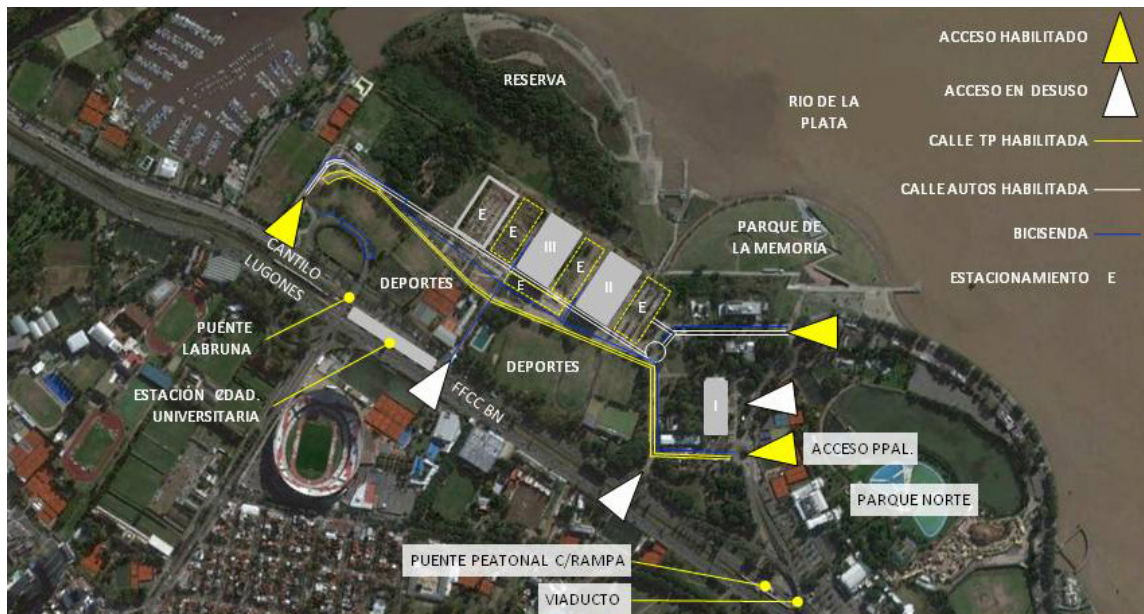 ACCESO HABILITADO
ACCESO EN DESUSO
CALLE TP HABILITADA
CALLE AUTOS HABILITADA
BICISENDA
ESTACIONAMIENTO E
RESERVA
RIO DE LA
PLATA
PARQUE DE
LA MEMORIA
E
E
III
E
E
II
E
CANTILO
LUGONES
DEPORTES
PUENTE
LABRUNA
DEPORTES
ESTACIÓN CDAD.
UNIVERSITARIA
FFCC BN
I
ACCESO PPAL.
PARQUE NORTE
PUENTE PEATONAL C/RAMPA
VIADUCTO